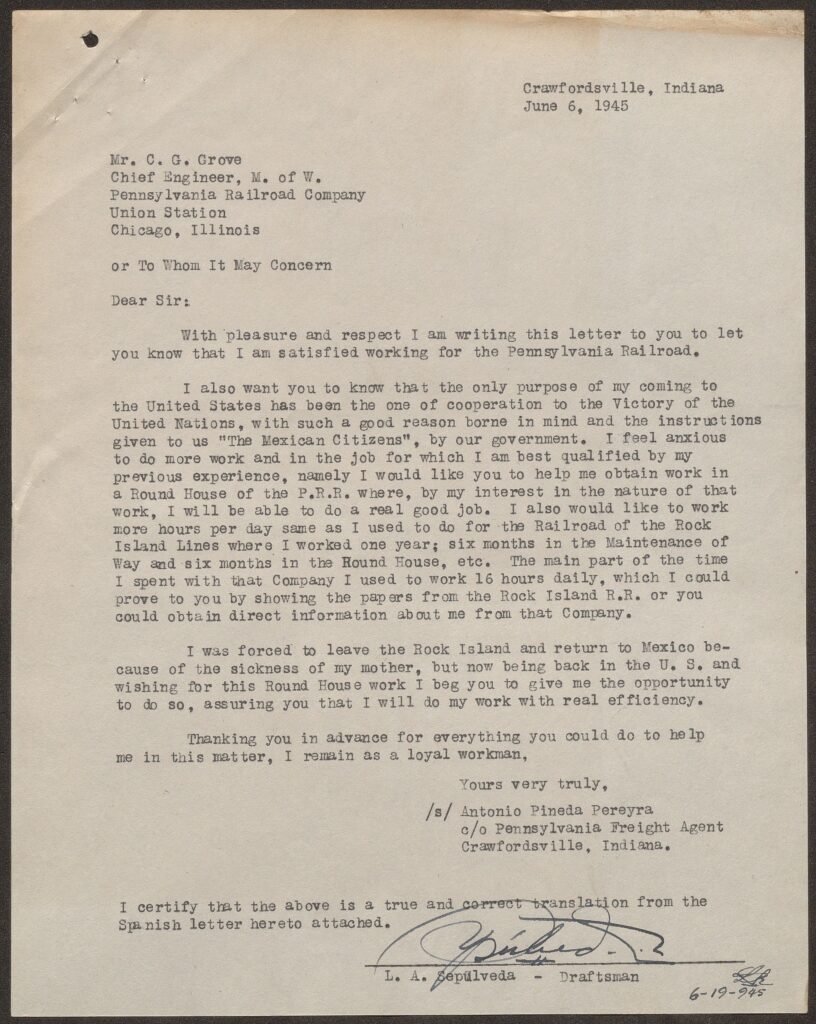 Crawfordsville, Indiana
June 6, 1945
Mr. C. G. Grove
Chief Engineer, M. of W.
Pennsylvania Railroad Company
Union Station
Chicago, Illinois
or To Whom It May Concern
Dear Sir:
With pleasure and respect I am writing this letter to you to let
you know that I am satisfied working for the Pennsylvania Railroad.
I also want you to know that the only purpose of my coming to
the United States has been the one of cooperation to the Victory of the
United Nations, with such a good reason borne in mind and the instructions
given to us "The Mexican Citizens", by our government. I feel anxious
to do more work and in the job for which I am best qualified by my
previous experience, namely I would like you to help me obtain work in
a Round House of the P.R.R. where, by my interest in the nature of that
work, I will be able to do a real good job. I also would like to work
more hours per day same as I used to do for the Railroad of the Rock
Island Lines where I worked one year; six months in the Maintenance of
Way and six months in the Round House, etc. The main part of the time
I spent with that Company I used to work 16 hours daily, which I could
prove to you by showing the papers from the Rock Island R.R. or you
could obtain direct information about me from that Company.
I was forced to leave the Rock Island and return to Mexico be-
cause of the sickness of my mother, but now being back in the U. S. and
wishing for this Round House work I beg you to give me the opportunity
to do so, assuring you that I will do my work with real efficiency.
Thanking you in advance for everything you could do to help
me in this matter, I remain as a loyal workman,
Yours very truly,
/s/ Antonio Pineda Pereyra
c/o Pennsylvania Freight Agent
Crawfordsville, Indiana.
I certify that the above is a true and correct translation from the
Spanish letter hereto attached.
L. A. Sepúlveda - Draftsman
6-19-945